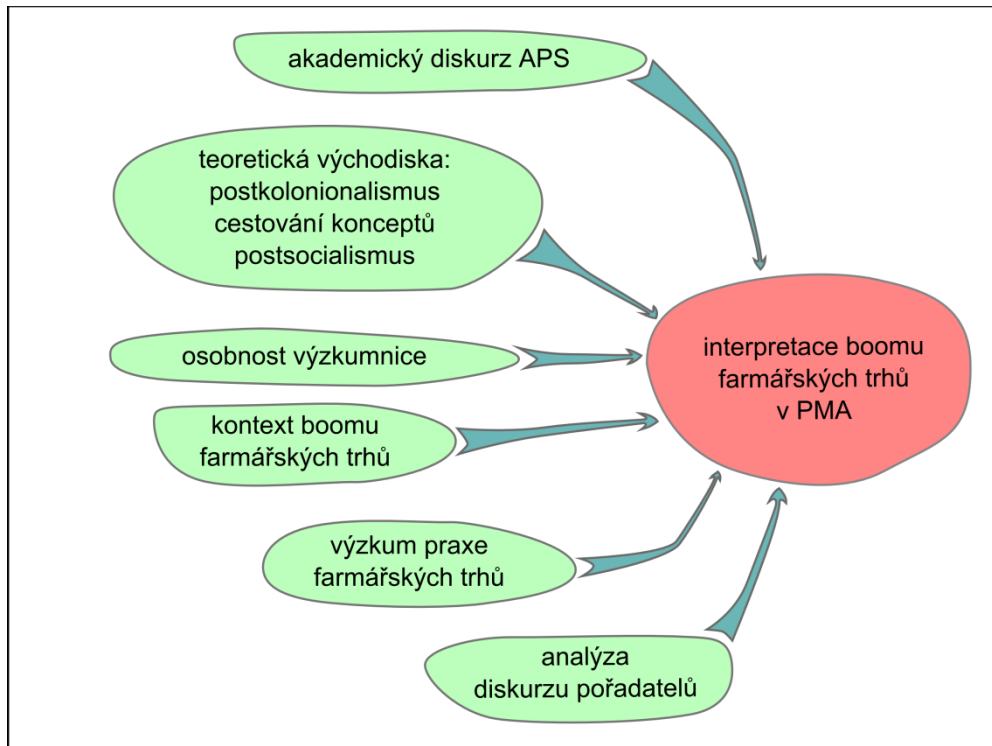 akademický diskurz APS
teoretická východiska:
postkolonionalismus
cestování konceptů
postsocialismus
osobnost výzkumnice
kontext boomu
farmářských trhů
výzkum praxe
farmářských trhů
analýza
diskurzu pořadatelů
interpretace boomu
farmářských trhů
v PMA